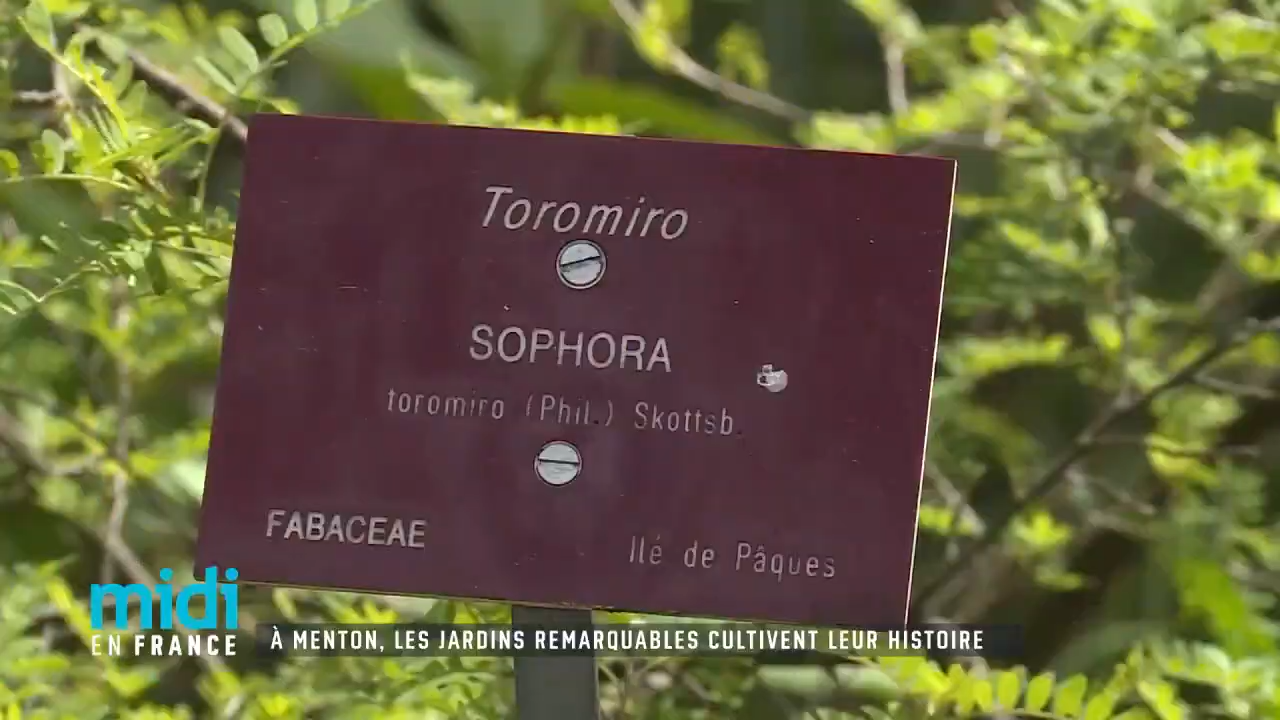 Toromiro
SOPHORA
toromiro (Phil.) Skottsb.
FABACEAE
Ilé de Pâques
midi
EN FRANCE
À MENTON, LES JARDINS REMARQUABLES CULTIVENT LEUR HISTOIRE